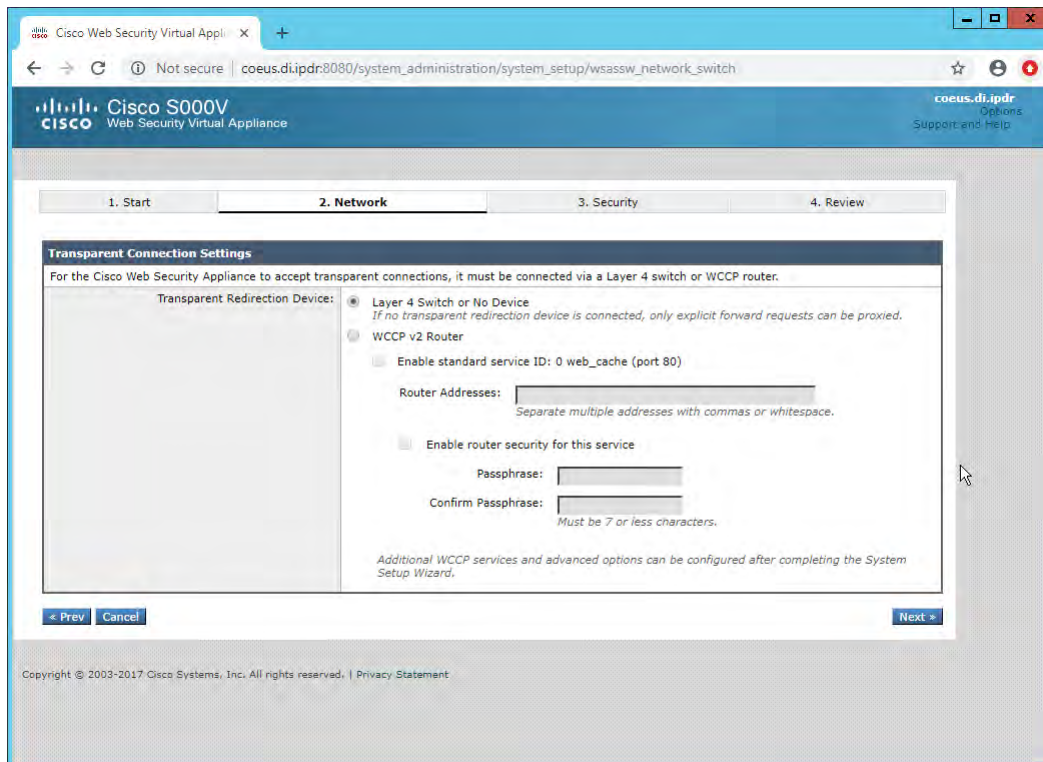 Cisco Web Security Virtual Appli
Not secure | coeus.di.ipdr:8080/system_administration/system_setup/wsassw_network_switch
CISCO
Cisco S000V
Web Security Virtual Appliance
coeus.di.ipdr
Options
Support and Help
1. Start
2. Network
3. Security
4. Review
Transparent Connection Settings
For the Cisco Web Security Appliance to accept transparent connections, it must be connected via a Layer 4 switch or WCCP router.
Transparent Redirection Device:
Layer 4 Switch or No Device
If no transparent redirection device is connected, only explicit forward requests can be proxied.
WCCP v2 Router
Enable standard service ID: 0 web_cache (port 80)
Router Addresses:
Separate multiple addresses with commas or whitespace.
Enable router security for this service
Passphrase:
Confirm Passphrase:
Must be 7 or less characters.
Additional WCCP services and advanced options can be configured after completing the System
Setup Wizard.
« Prev
Cancel
Next »
Copyright © 2003-2017 Cisco Systems, Inc. All rights reserved. | Privacy Statement